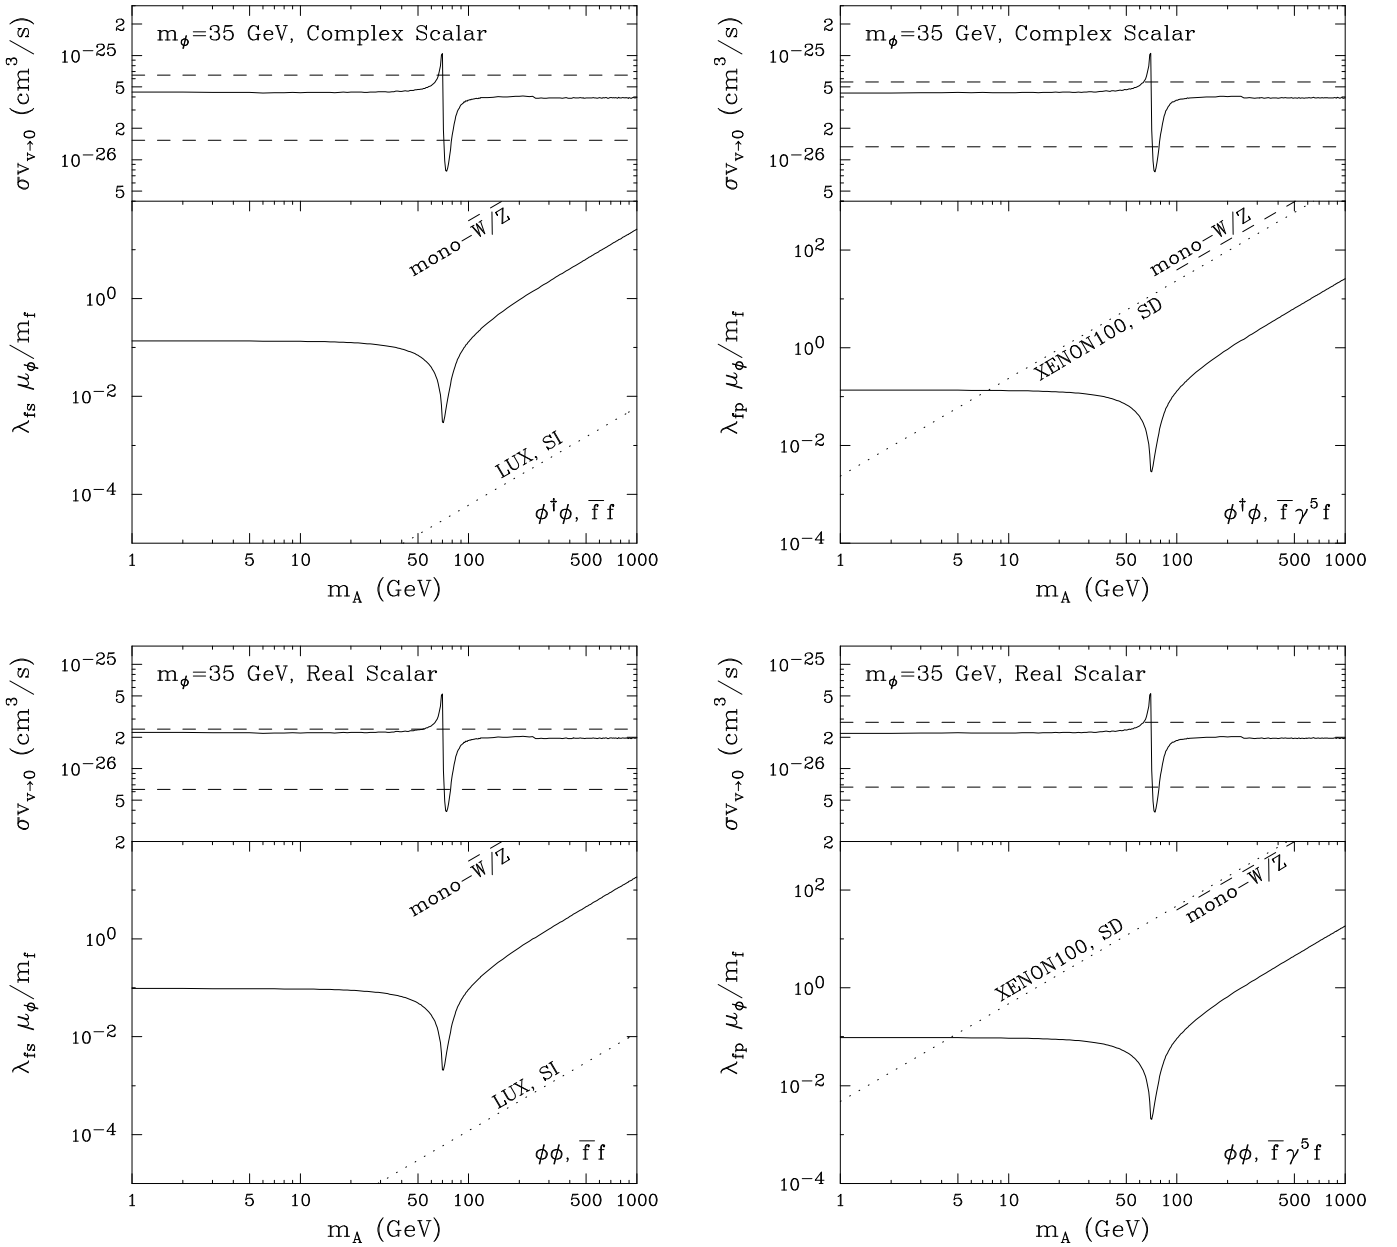 m_ϕ=35 GeV, Complex Scalar
σv_{v→0} (cm^3/s)
2
10^-25
5
2
10^-26
5
mono-W/Z
λ_fs μ_ϕ/m_f
10^0
10^-2
10^-4
LUX, SI
ϕ^†ϕ, f̅ f
1 5 10 50 100 500 1000
m_A (GeV)
m_ϕ=35 GeV, Complex Scalar
σv_{v→0} (cm^3/s)
2
10^-25
5
2
10^-26
5
mono-W/Z
10^2
λ_fp μ_ϕ/m_f
XENON100, SD
10^0
10^-2
10^-4
ϕ^†ϕ, f̅ γ^5 f
1 5 10 50 100 500 1000
m_A (GeV)
m_ϕ=35 GeV, Real Scalar
σv_{v→0} (cm^3/s)
10^-25
5
2
10^-26
5
2
mono-W/Z
λ_fs μ_ϕ/m_f
10^0
10^-2
10^-4
LUX, SI
ϕϕ, f̅ f
1 5 10 50 100 500 1000
m_A (GeV)
m_ϕ=35 GeV, Real Scalar
σv_{v→0} (cm^3/s)
10^-25
5
2
10^-26
5
2
mono-W/Z
10^2
λ_fp μ_ϕ/m_f
XENON100, SD
10^0
10^-2
10^-4
ϕϕ, f̅ γ^5 f
1 5 10 50 100 500 1000
m_A (GeV)